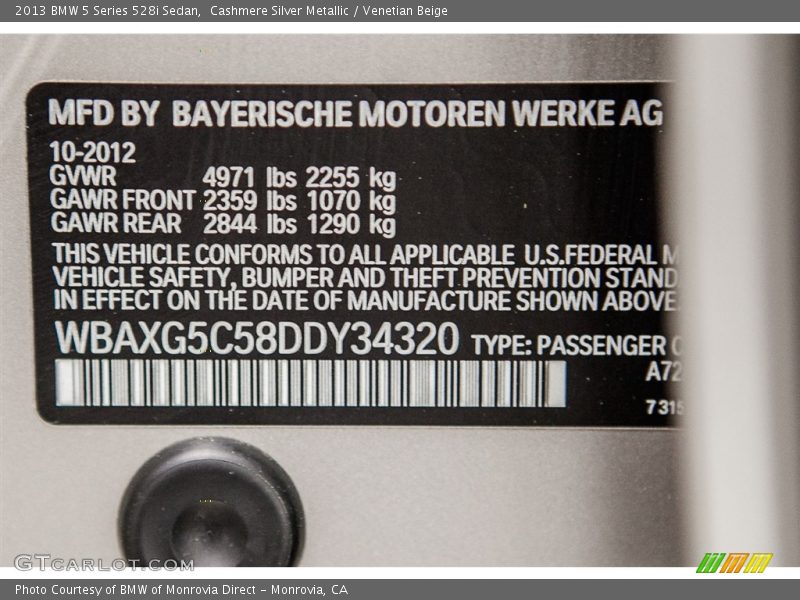 2013 BMW 5 Series 528i Sedan,  Cashmere Silver Metallic / Venetian Beige
MFD BY BAYERISCHE MOTOREN WERKE AG
10-2012
GVWR 4971 lbs 2255 kg
GAWR FRONT 2359 lbs 1070 kg
GAWR REAR 2844 lbs 1290 kg
THIS VEHICLE CONFORMS TO ALL APPLICABLE U.S.FEDERAL M
VEHICLE SAFETY, BUMPER AND THEFT PREVENTION STAND
IN EFFECT ON THE DATE OF MANUFACTURE SHOWN ABOVE.
WBAXG5C58DDY34320 TYPE: PASSENGER
A72
7315
GTcarlot.com
Photo Courtesy of BMW of Monrovia Direct - Monrovia, CA